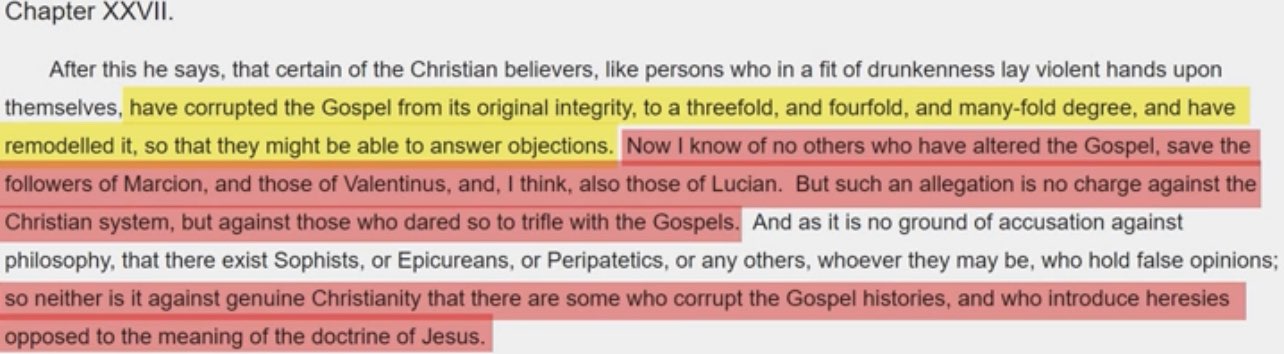 Chapter XXVII.
After this he says, that certain of the Christian believers, like persons who in a fit of drunkenness lay violent hands upon
themselves, have corrupted the Gospel from its original integrity, to a threefold, and fourfold, and many-fold degree, and have
remodelled it, so that they might be able to answer objections. Now I know of no others who have altered the Gospel, save the
followers of Marcion, and those of Valentinus, and, I think, also those of Lucian. But such an allegation is no charge against the
Christian system, but against those who dared so to trifle with the Gospels. And as it is no ground of accusation against
philosophy, that there exist Sophists, or Epicureans, or Peripatetics, or any others, whoever they may be, who hold false opinions;
so neither is it against genuine Christianity that there are some who corrupt the Gospel histories, and who introduce heresies
opposed to the meaning of the doctrine of Jesus.